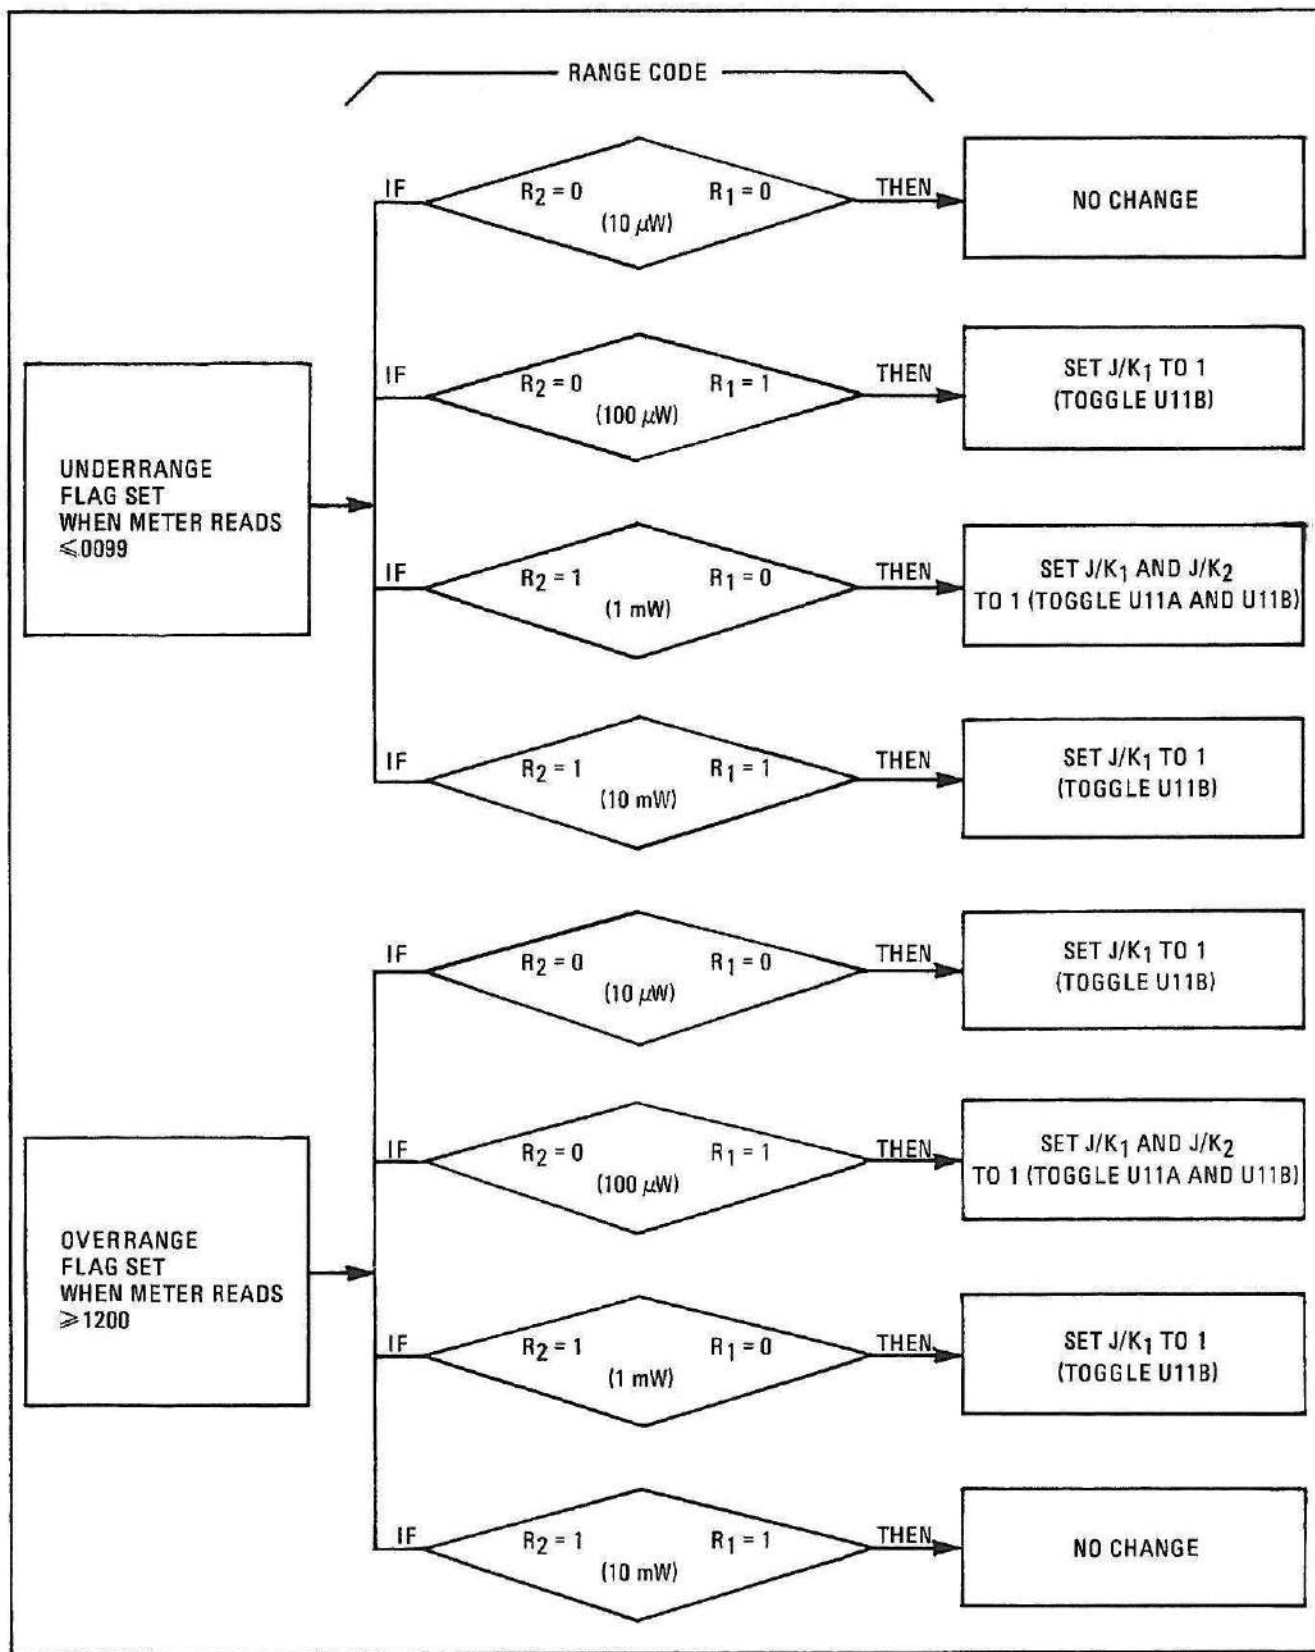 RANGE CODE
IF
R2 = 0 R1 = 0
(10 μW)
THEN
NO CHANGE
IF
R2 = 0 R1 = 1
(100 μW)
THEN
SET J/K1 TO 1
(TOGGLE U11B)
UNDERRANGE
FLAG SET
WHEN METER READS
⩽0099
IF
R2 = 1 R1 = 0
(1 mW)
THEN
SET J/K1 AND J/K2
TO 1 (TOGGLE U11A AND U11B)
IF
R2 = 1 R1 = 1
(10 mW)
THEN
SET J/K1 TO 1
(TOGGLE U11B)
IF
R2 = 0 R1 = 0
(10 μW)
THEN
SET J/K1 TO 1
(TOGGLE U11B)
IF
R2 = 0 R1 = 1
(100 μW)
THEN
SET J/K1 AND J/K2
TO 1 (TOGGLE U11A AND U11B)
OVERRANGE
FLAG SET
WHEN METER READS
⩾1200
IF
R2 = 1 R1 = 0
(1 mW)
THEN
SET J/K1 TO 1
(TOGGLE U11B)
IF
R2 = 1 R1 = 1
(10 mW)
THEN
NO CHANGE